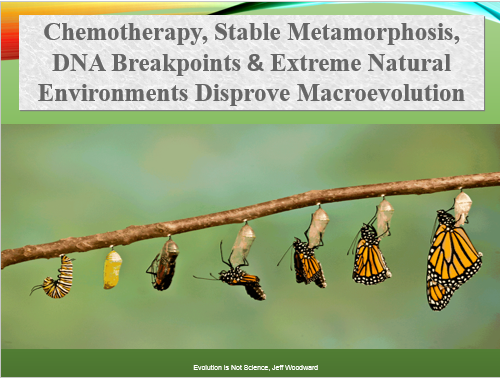 Chemotherapy, Stable Metamorphosis,
DNA Breakpoints & Extreme Natural
Environments Disprove Macroevolution
Evolution is Not Science, Jeff Woodward